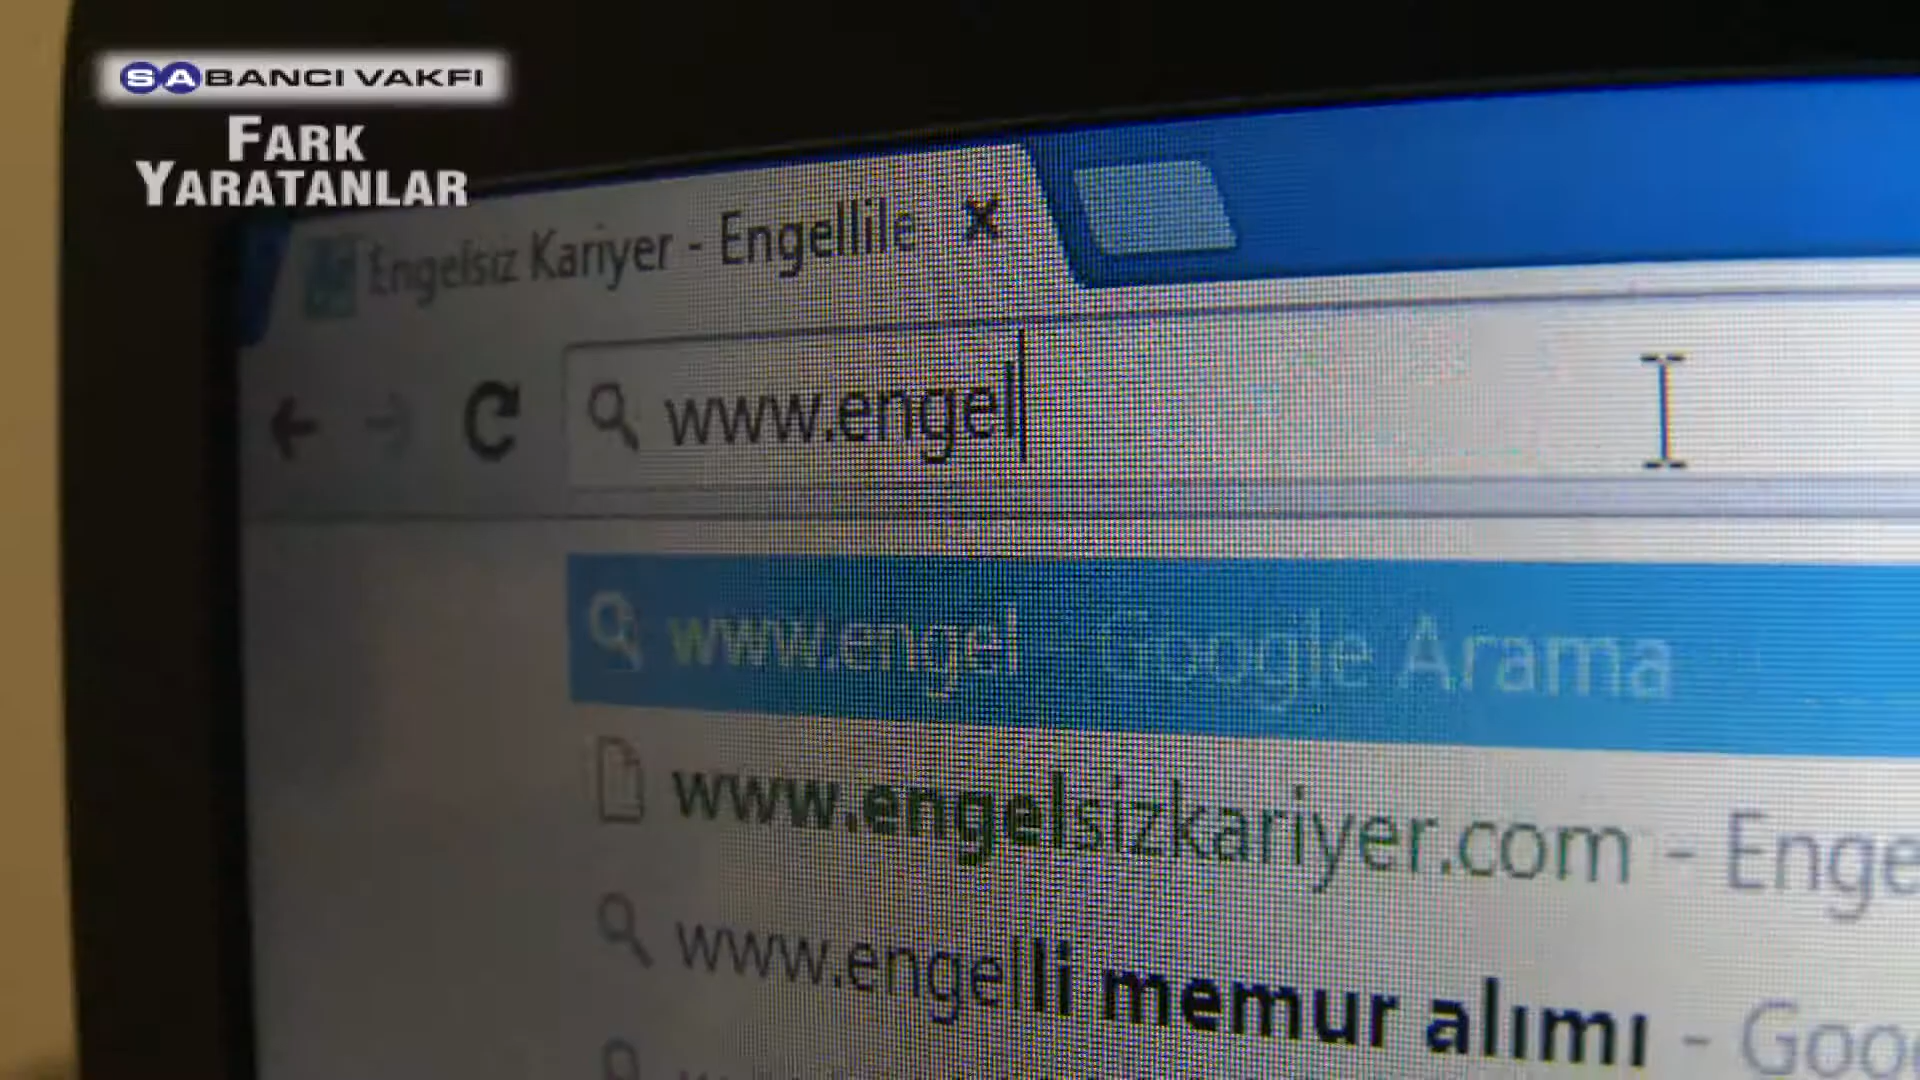 SABANCI VAKFI
FARK
YARATANLAR
Engelsiz Kariyer - Engellile
www.engel
www.engel - Google Arama
www.engelsizkariyer.com - Enge
www.engelli memur alımı - Goo